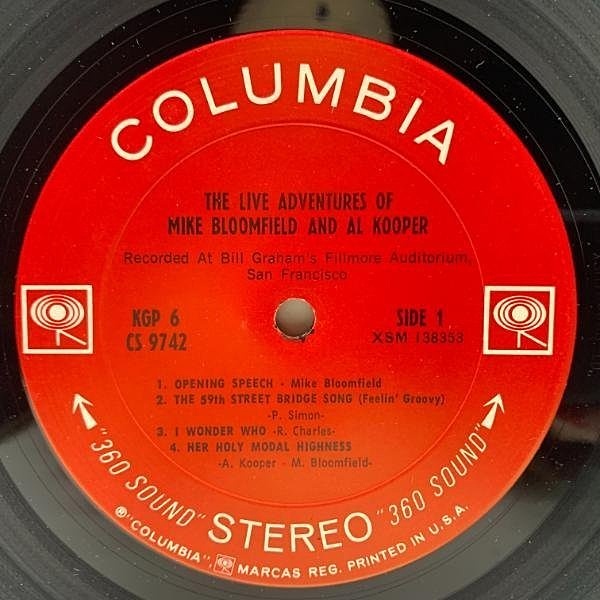 COLUMBIA
THE LIVE ADVENTURES OF
MIKE BLOOMFIELD AND AL KOOPER
Recorded At Bill Graham's Fillmore Auditorium,
San Francisco
KGP 6
CS 9742
SIDE 1
XSM 138353
1. OPENING SPEECH - Mike Bloomfield
2. THE 59th STREET BRIDGE SONG (Feelin' Groovy)
-P. Simon-
3. I WONDER WHO -R. Charles-
4. HER HOLY MODAL HIGHNESS
-A. Kooper - M. Bloomfield-
"360 SOUND" STEREO "360 SOUND"
℗"COLUMBIA", MARCAS REG. PRINTED IN U.S.A.